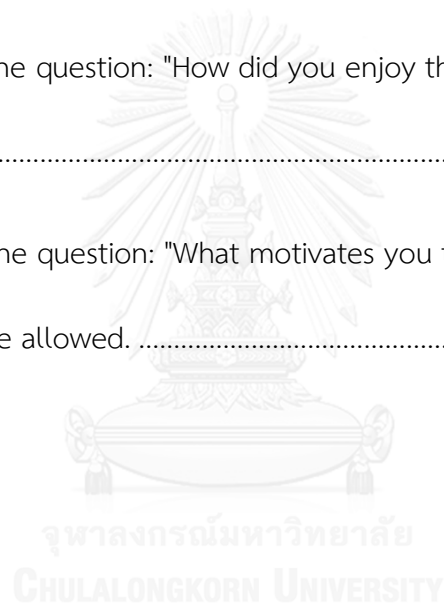 ne question: "How did you enjoy th
...........................................................................
ne question: "What motivates you t
e allowed. ..................................................
จุฬาลงกรณ์มหาวิทยาลัย
CHULALONGKORN UNIVERSITY